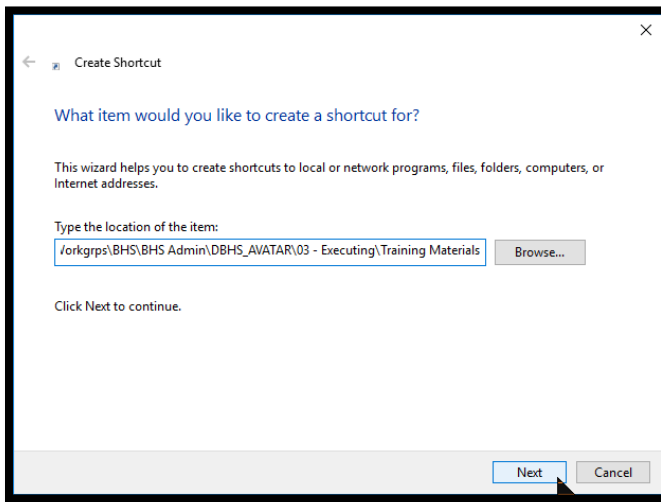 Create Shortcut
What item would you like to create a shortcut for?
This wizard helps you to create shortcuts to local or network programs, files, folders, computers, or
Internet addresses.
Type the location of the item:
orkgrps\BHS\BHS Admin\DBHS_AVATAR\03 - Executing\Training Materials
Browse...
Click Next to continue.
Next
Cancel